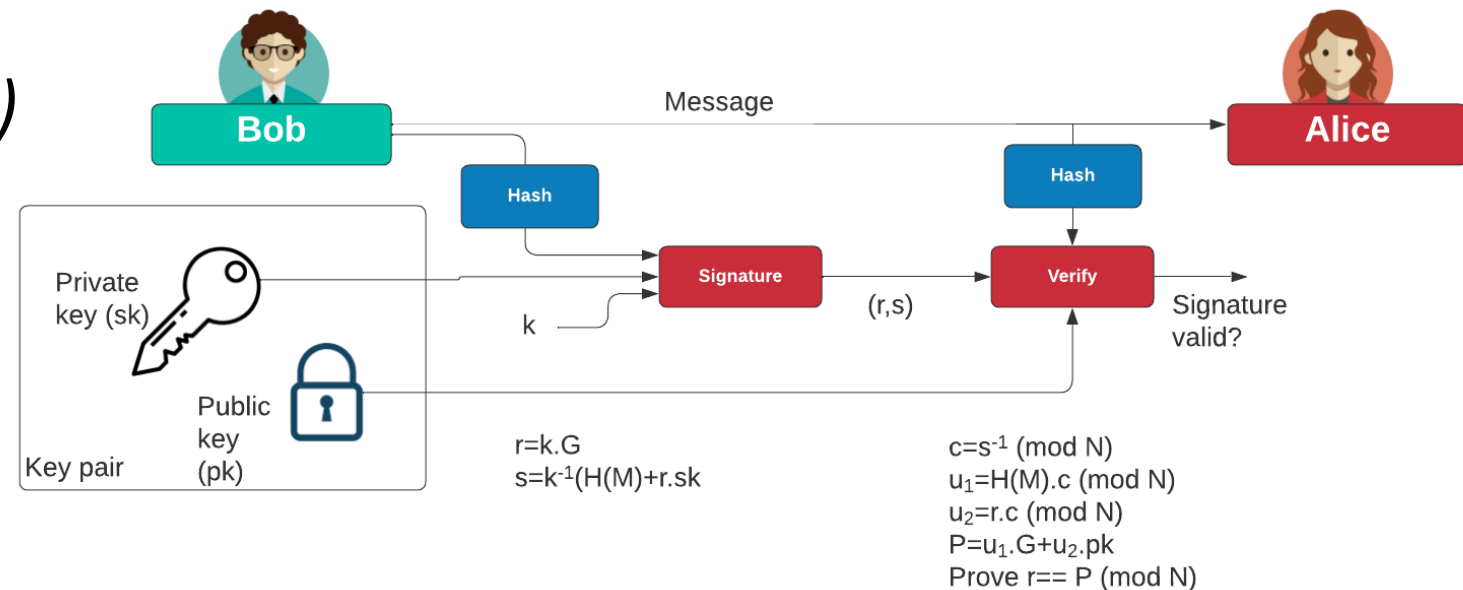 )
Bob
Message
Alice
Hash
Hash
Private
key (sk)
Signature
Verify
k
(r,s)
Signature
valid?
Public
key
(pk)
Key pair
r=k.G
s=k⁻¹(H(M)+r.sk
c=s⁻¹ (mod N)
u₁=H(M).c (mod N)
u₂=r.c (mod N)
P=u₁.G+u₂.pk
Prove r== P (mod N)